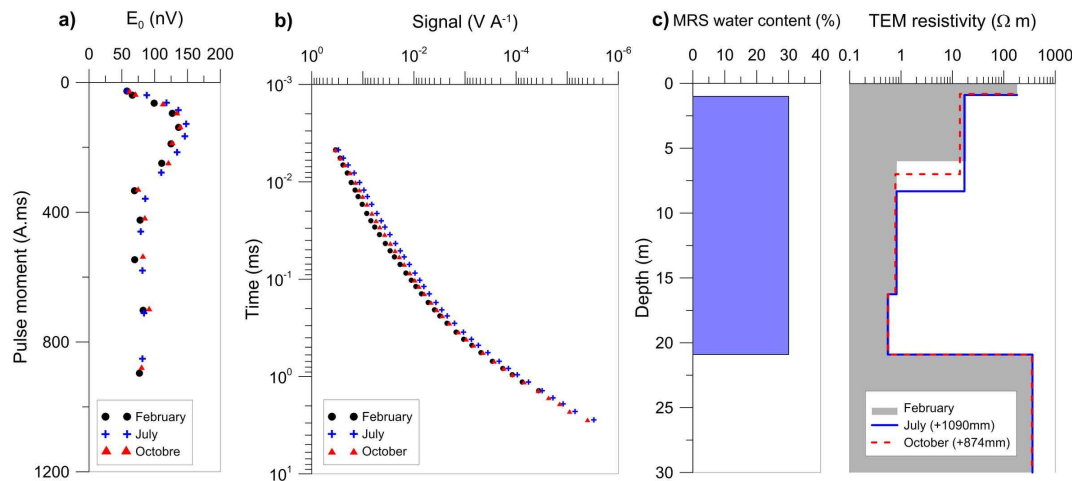 a)
E0 (nV)
0 50 100 150 200
0
400
800
1200
Pulse moment (A.ms)
February
July
Octobre
b)
Signal (V A-1)
10^0 10^-2 10^-4 10^-6
10^-3
10^-2
10^-1
10^0
10^1
Time (ms)
February
July
October
c)
MRS water content (%)
0 10 20 30 40
0
5
10
15
20
25
30
Depth (m)
TEM resistivity (Ω m)
0.1 1 10 100 1000
February
July (+1090mm)
October (+874mm)